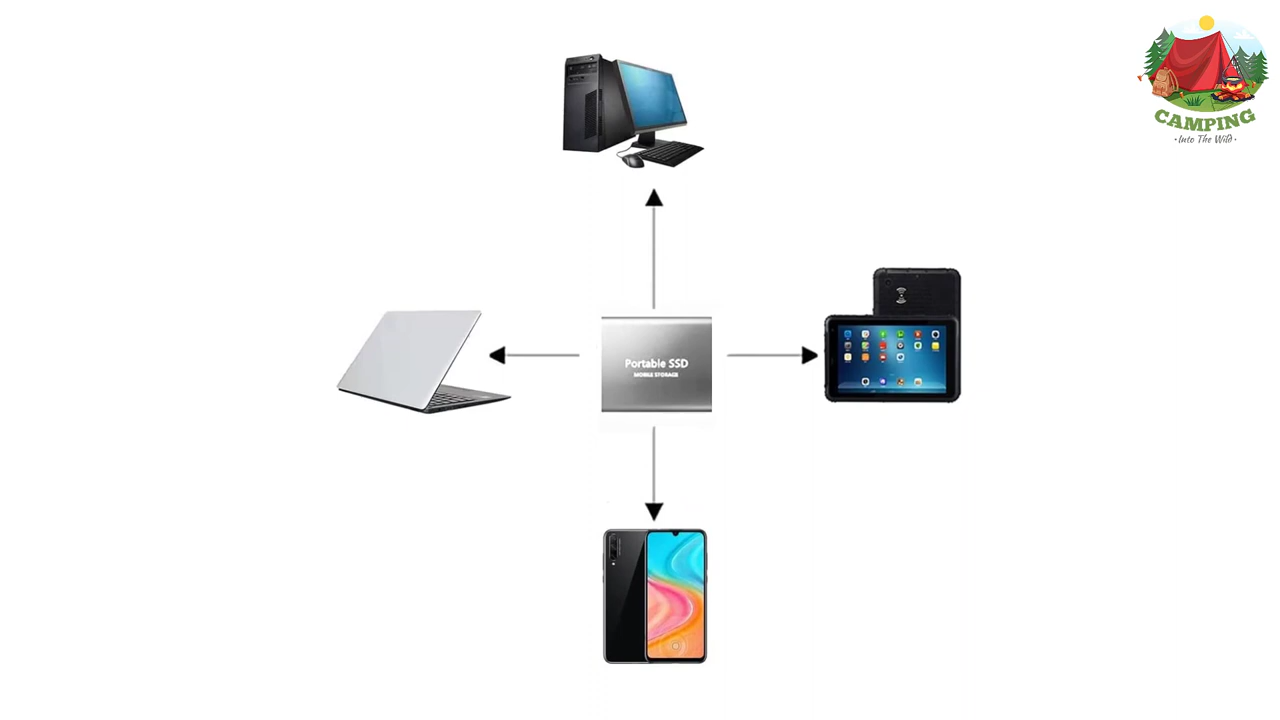 CAMPING
• Into The Wild •
Portable SSD
MOBILE STORAGE